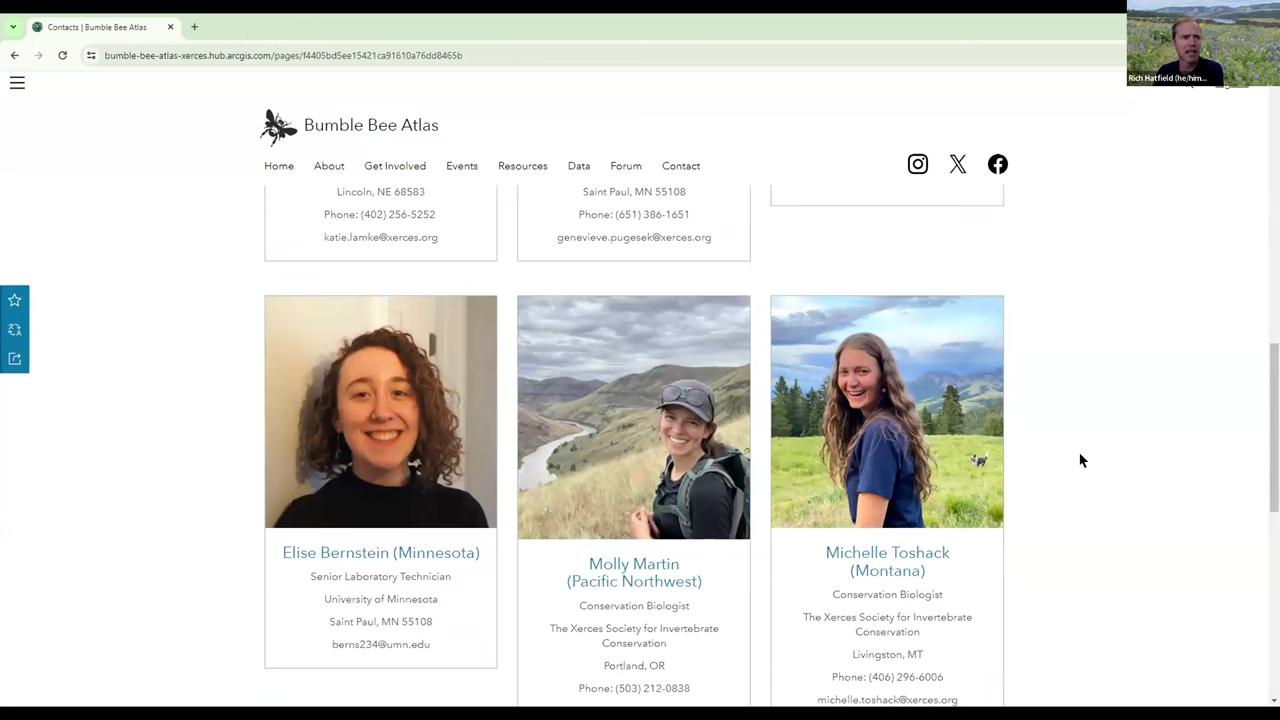 Contacts | Bumble Bee Atlas
bumble-bee-atlas-xerces.hub.arcgis.com/pages/f4405bd5ee15421ca91610a76dd8465b
Rich Hatfield (he/him...
Bumble Bee Atlas
Home About Get Involved Events Resources Data Forum Contact
Lincoln, NE 68583
Phone: (402) 256-5252
katie.lamke@xerces.org
Saint Paul, MN 55108
Phone: (651) 386-1651
genevieve.pugesek@xerces.org
Elise Bernstein (Minnesota)
Senior Laboratory Technician
University of Minnesota
Saint Paul, MN 55108
berns234@umn.edu
Molly Martin
(Pacific Northwest)
Conservation Biologist
The Xerces Society for Invertebrate
Conservation
Portland, OR
Phone: (503) 212-0838
Michelle Toshack
(Montana)
Conservation Biologist
The Xerces Society for Invertebrate
Conservation
Livingston, MT
Phone: (406) 296-6006
michelle.toshack@xerces.org